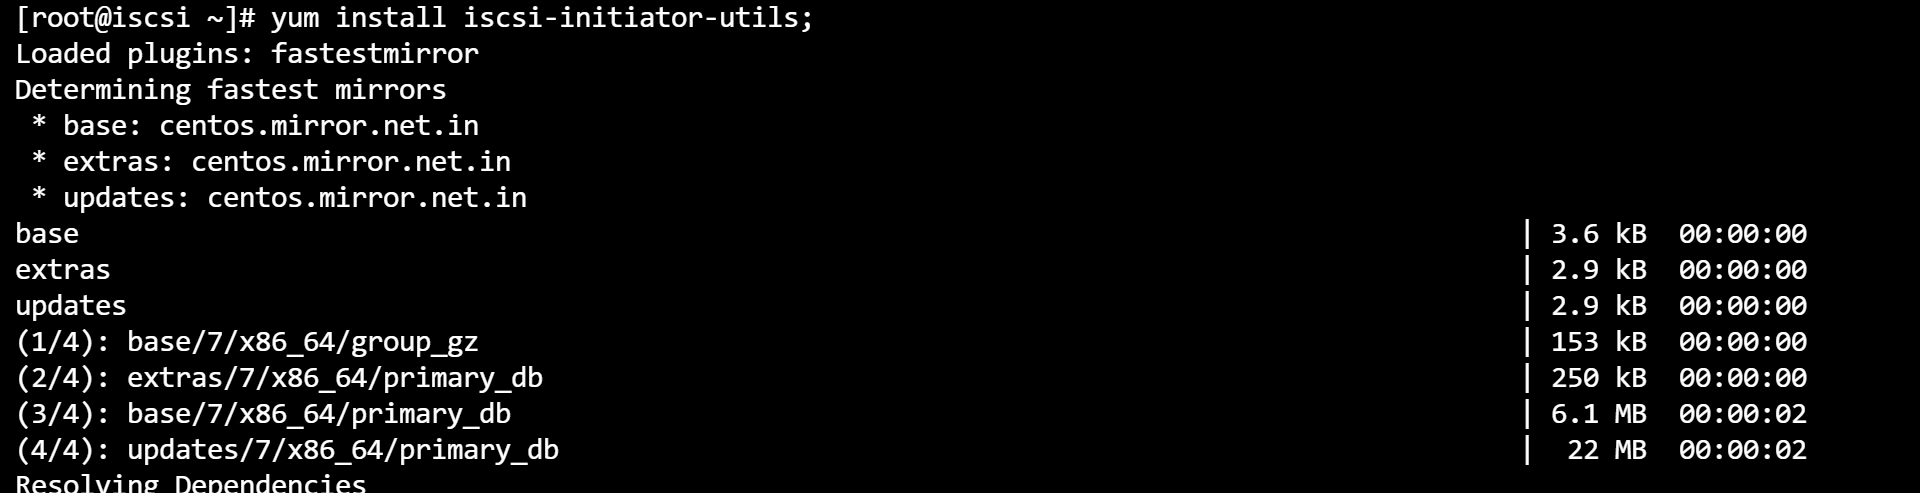 [root@iscsi ~]# yum install iscsi-initiator-utils;
Loaded plugins: fastestmirror
Determining fastest mirrors
 * base: centos.mirror.net.in
 * extras: centos.mirror.net.in
 * updates: centos.mirror.net.in
base | 3.6 kB 00:00:00
extras | 2.9 kB 00:00:00
updates | 2.9 kB 00:00:00
(1/4): base/7/x86_64/group_gz | 153 kB 00:00:00
(2/4): extras/7/x86_64/primary_db | 250 kB 00:00:00
(3/4): base/7/x86_64/primary_db | 6.1 MB 00:00:02
(4/4): updates/7/x86_64/primary_db | 22 MB 00:00:02
Resolving Dependencies